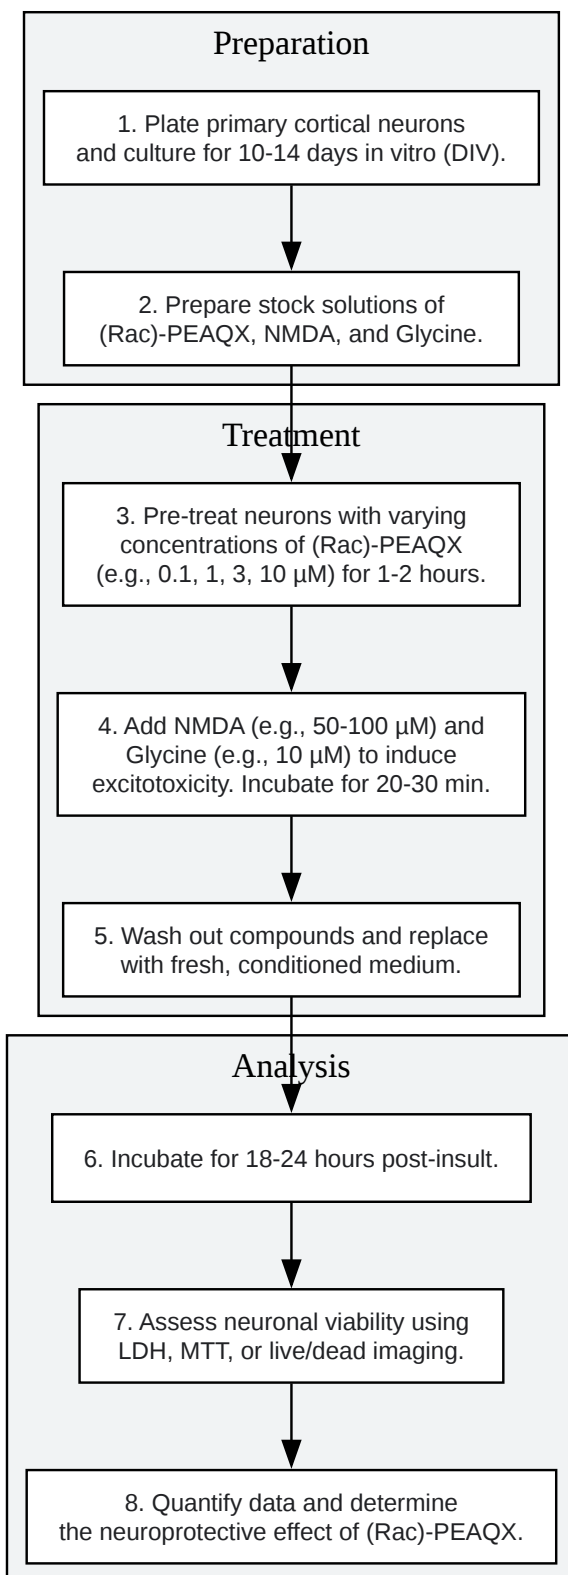 Preparation
1. Plate primary cortical neurons
and culture for 10-14 days in vitro (DIV).
2. Prepare stock solutions of
(Rac)-PEAQX, NMDA, and Glycine.
Treatment
3. Pre-treat neurons with varying
concentrations of (Rac)-PEAQX
(e.g., 0.1, 1, 3, 10 µM) for 1-2 hours.
4. Add NMDA (e.g., 50-100 µM) and
Glycine (e.g., 10 µM) to induce
excitotoxicity. Incubate for 20-30 min.
5. Wash out compounds and replace
with fresh, conditioned medium.
Analysis
6. Incubate for 18-24 hours post-insult.
7. Assess neuronal viability using
LDH, MTT, or live/dead imaging.
8. Quantify data and determine
the neuroprotective effect of (Rac)-PEAQX.